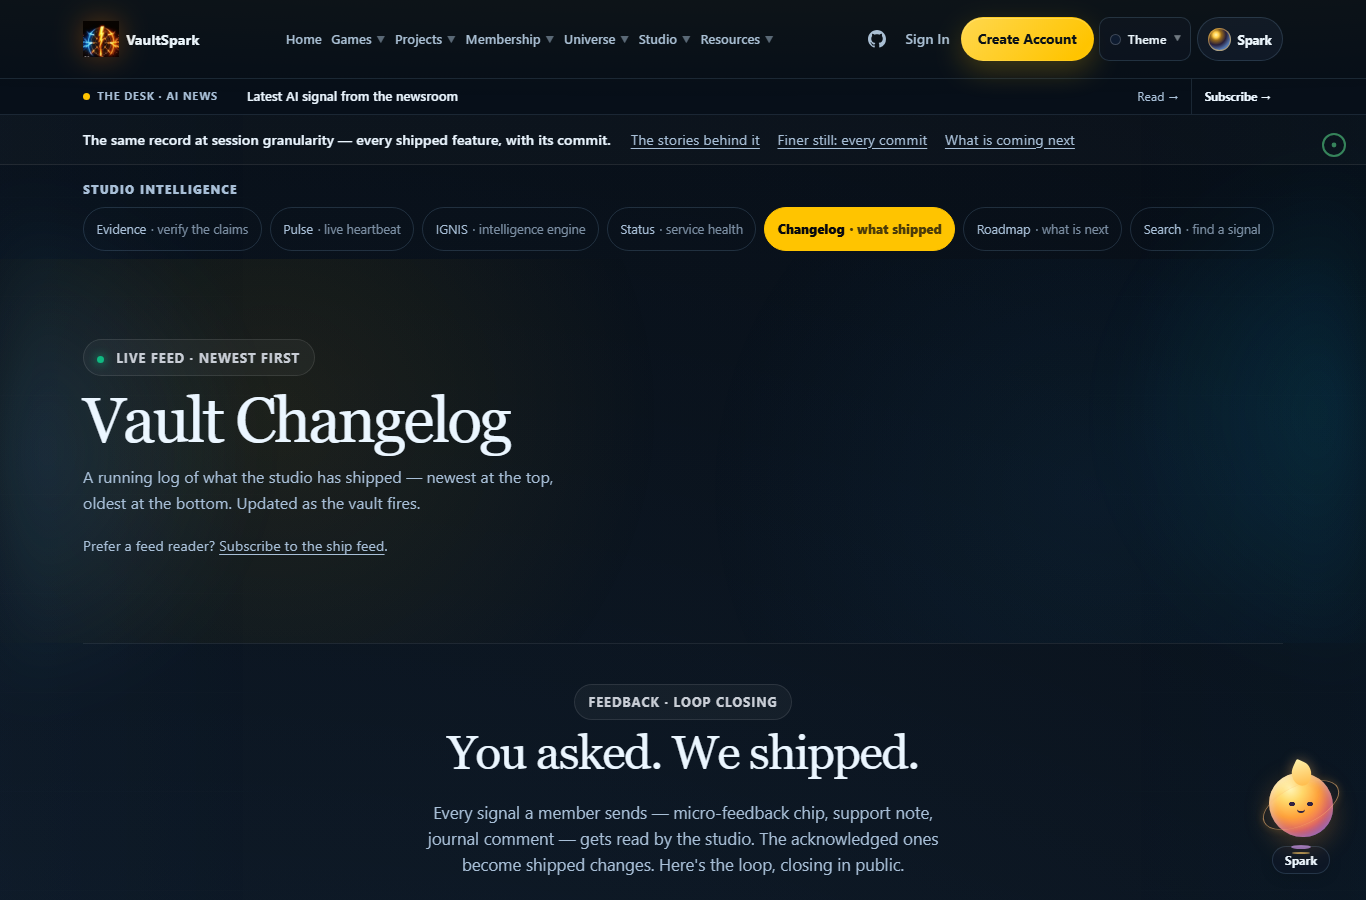 VaultSpark
Home Games Projects Membership Universe Studio Resources
Sign In
Create Account
Theme
Spark
THE DESK · AI NEWS
Latest AI signal from the newsroom
Read →
Subscribe →
The same record at session granularity — every shipped feature, with its commit. The stories behind it Finer still: every commit What is coming next
STUDIO INTELLIGENCE
Evidence · verify the claims
Pulse · live heartbeat
IGNIS · intelligence engine
Status · service health
Changelog · what shipped
Roadmap · what is next
Search · find a signal
LIVE FEED · NEWEST FIRST
Vault Changelog
A running log of what the studio has shipped — newest at the top,
oldest at the bottom. Updated as the vault fires.
Prefer a feed reader? Subscribe to the ship feed.
FEEDBACK · LOOP CLOSING
You asked. We shipped.
Every signal a member sends — micro-feedback chip, support note,
journal comment — gets read by the studio. The acknowledged ones
become shipped changes. Here's the loop, closing in public.
Spark